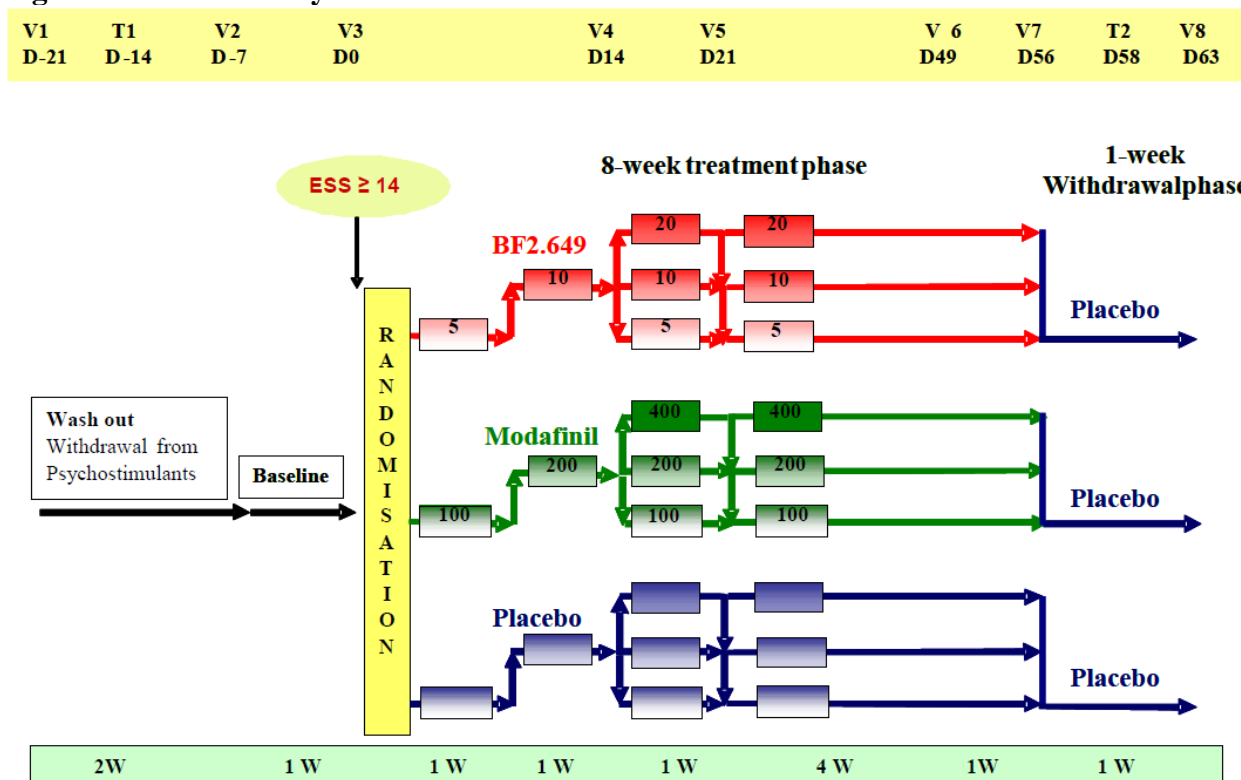 V1 T1 V2 V3 V4 V5 V 6 V7 T2 V8
D-21 D -14 D -7 D0 D14 D21 D49 D56 D58 D63
8-week treatment phase
1-week
Withdrawalphase
ESS ≥ 14
BF2.649
20 20
10 10 10
5 5 5
Placebo
RANDOMISATION
Wash out
Withdrawal from
Psychostimulants
Baseline
Modafinil
400 400
200 200 200
100 100 100
Placebo
Placebo
Placebo
2W 1 W 1 W 1 W 1 W 4 W 1W 1 W